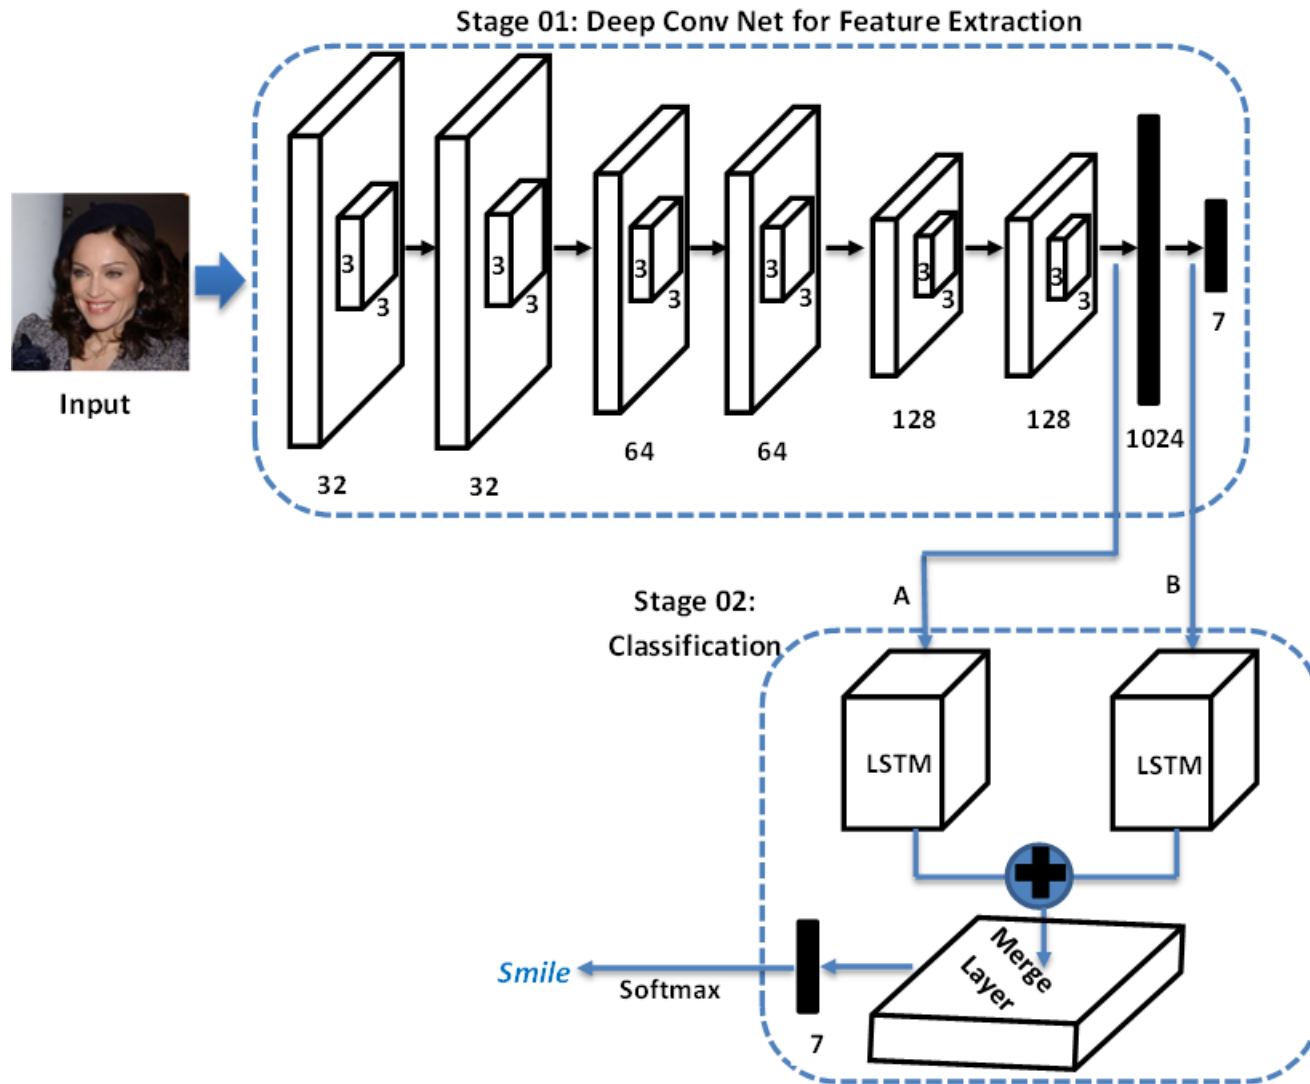 Stage 01: Deep Conv Net for Feature Extraction
3
3
3
3
3
3
3
3
3
3
3
3
Input
32
32
64
64
128
128
1024
7
A
B
Stage 02:
Classification
LSTM
LSTM
Merge
Layer
Smile
Softmax
7